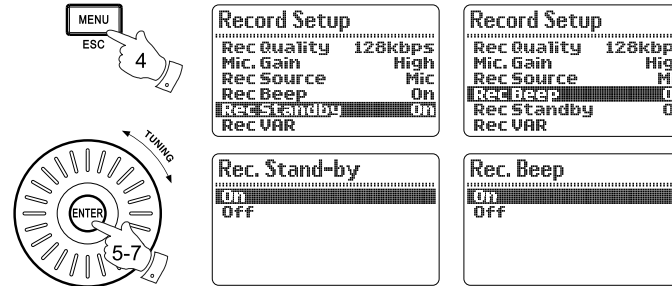 MENU
ESC
4
TUNING
ENTER
5-7
Record Setup
Rec Quality 128kbps
Mic. Gain High
Rec Source Mic
Rec Beep On
Rec Standby On
Rec VAR
Rec. Stand-by
On
Off
Record Setup
Rec Quality 128kbp
Mic. Gain Hig
Rec Source M
Rec Beep
Rec Standby
Rec VAR
Rec. Beep
On
Off